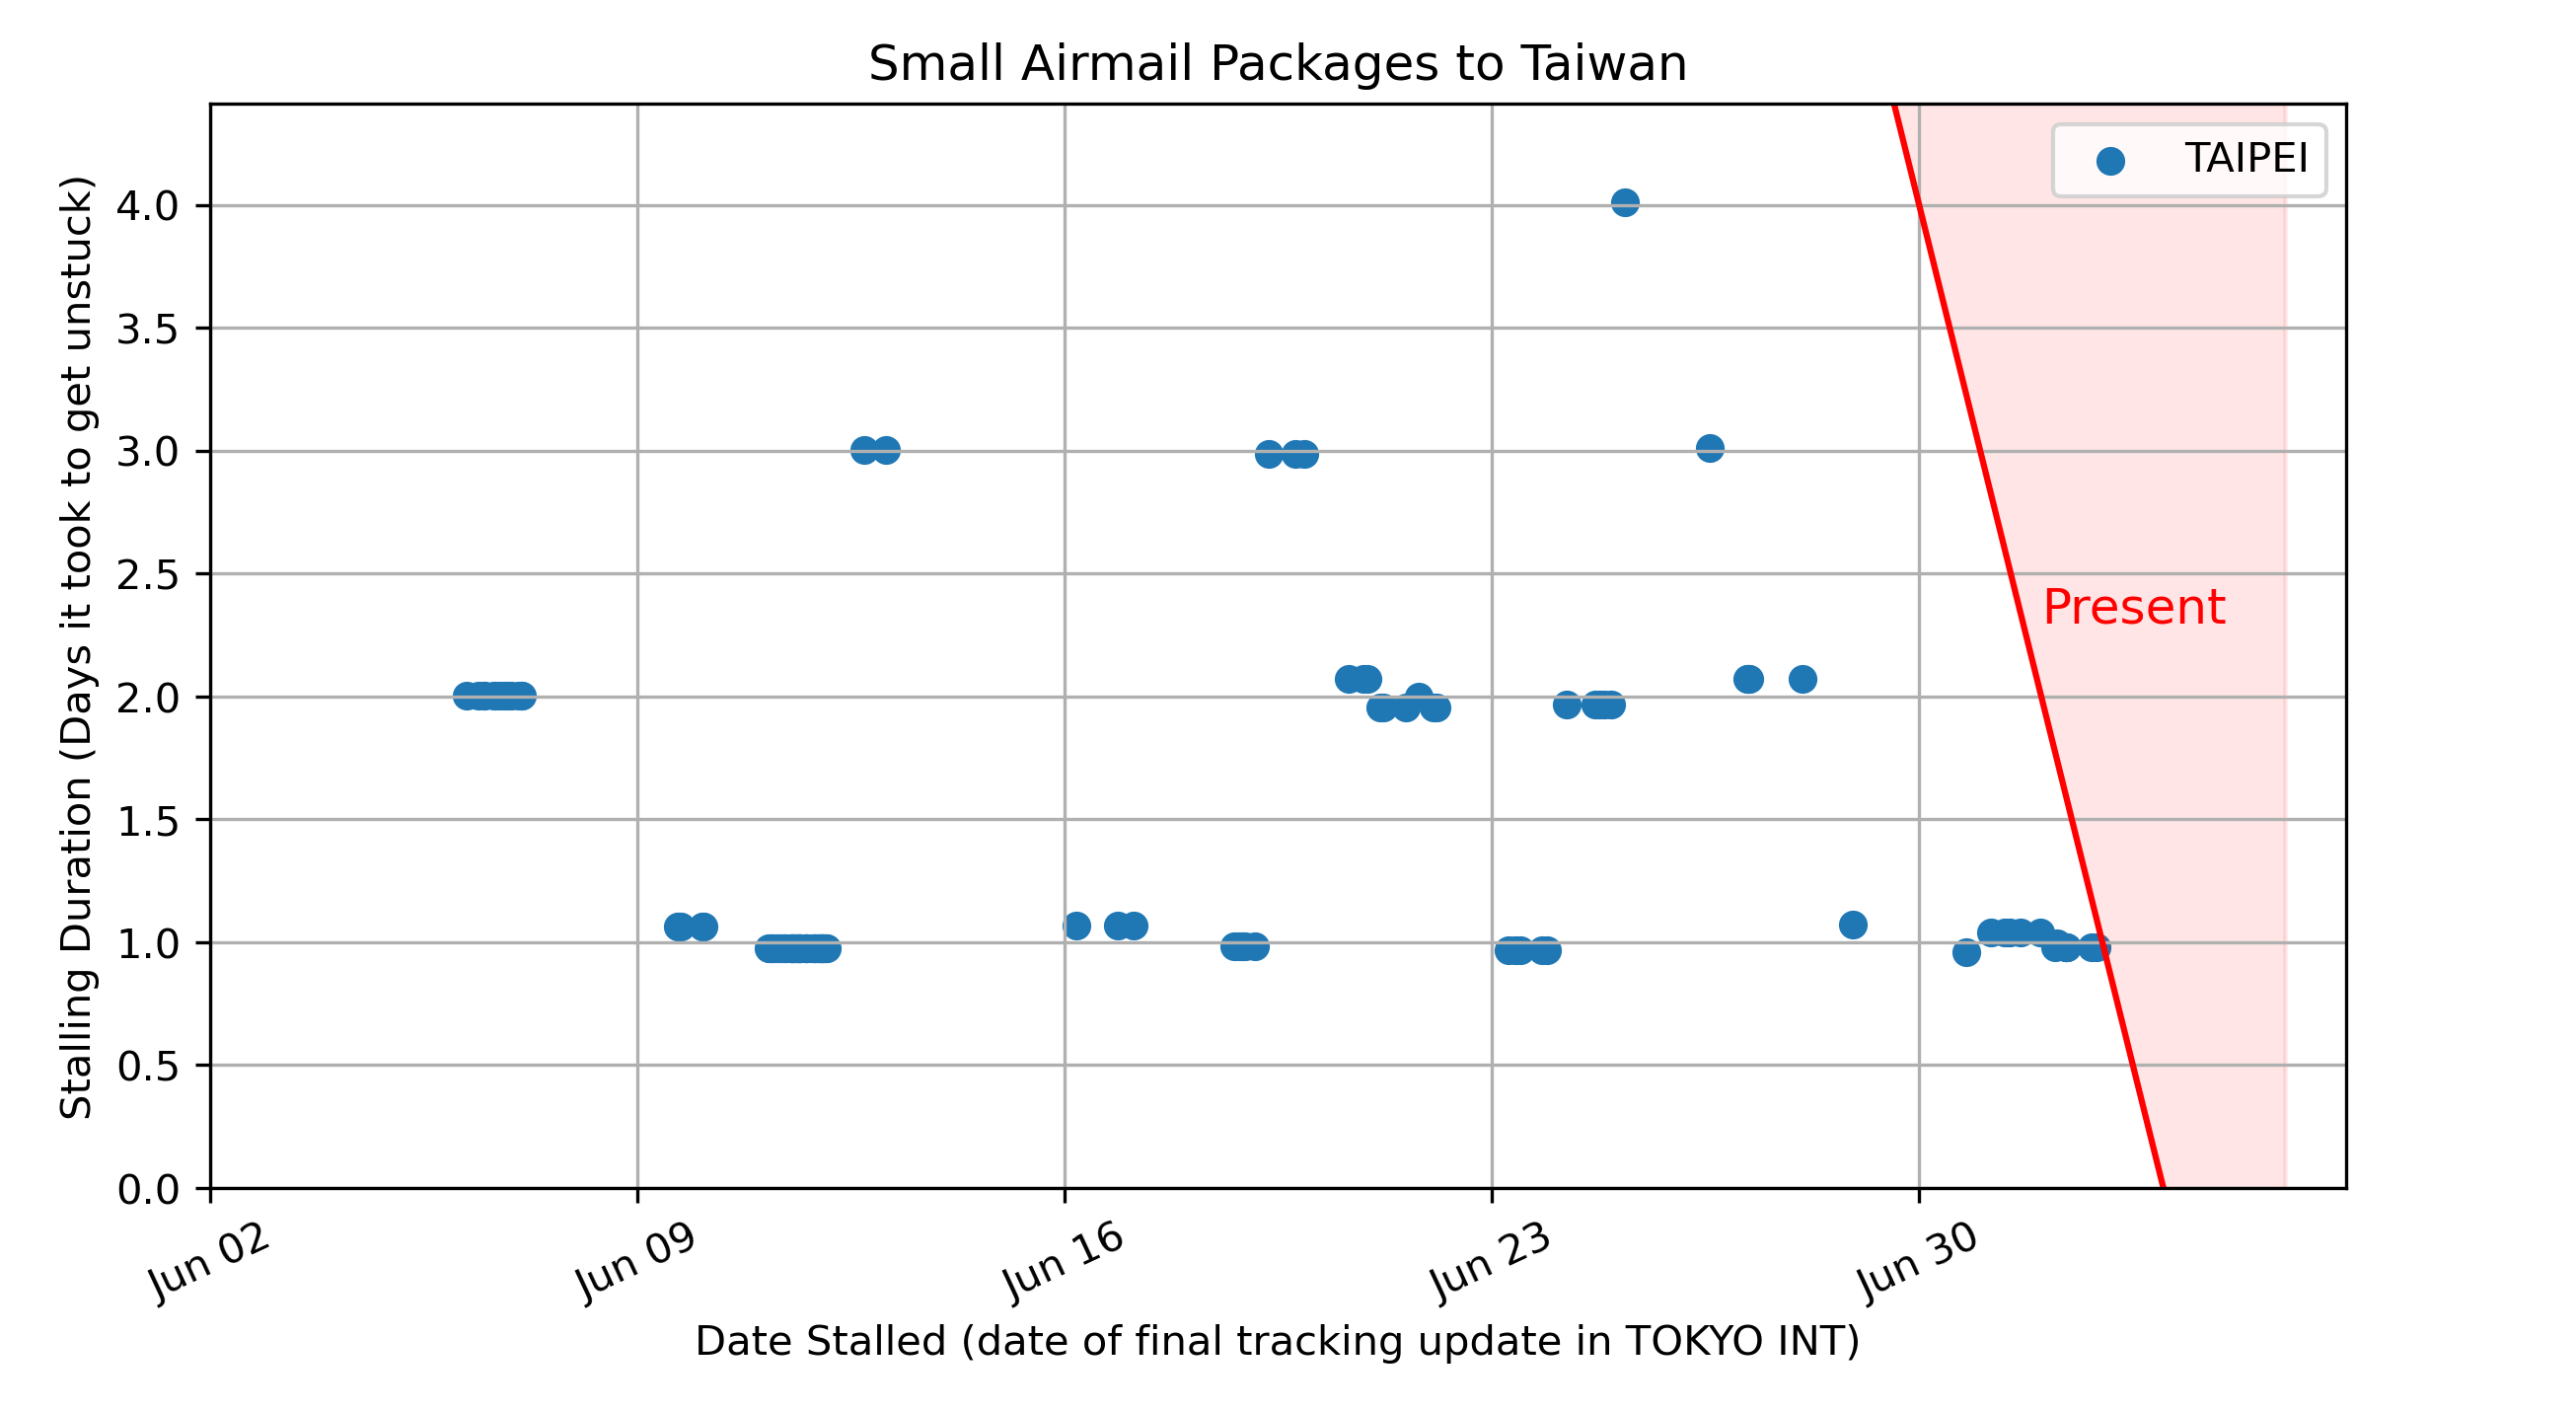 Small Airmail Packages to Taiwan
TAIPEI
Stalling Duration (Days it took to get unstuck)
4.0
3.5
3.0
2.5
2.0
1.5
1.0
0.5
0.0
Present
Jun 02
Jun 09
Jun 16
Jun 23
Jun 30
Date Stalled (date of final tracking update in TOKYO INT)